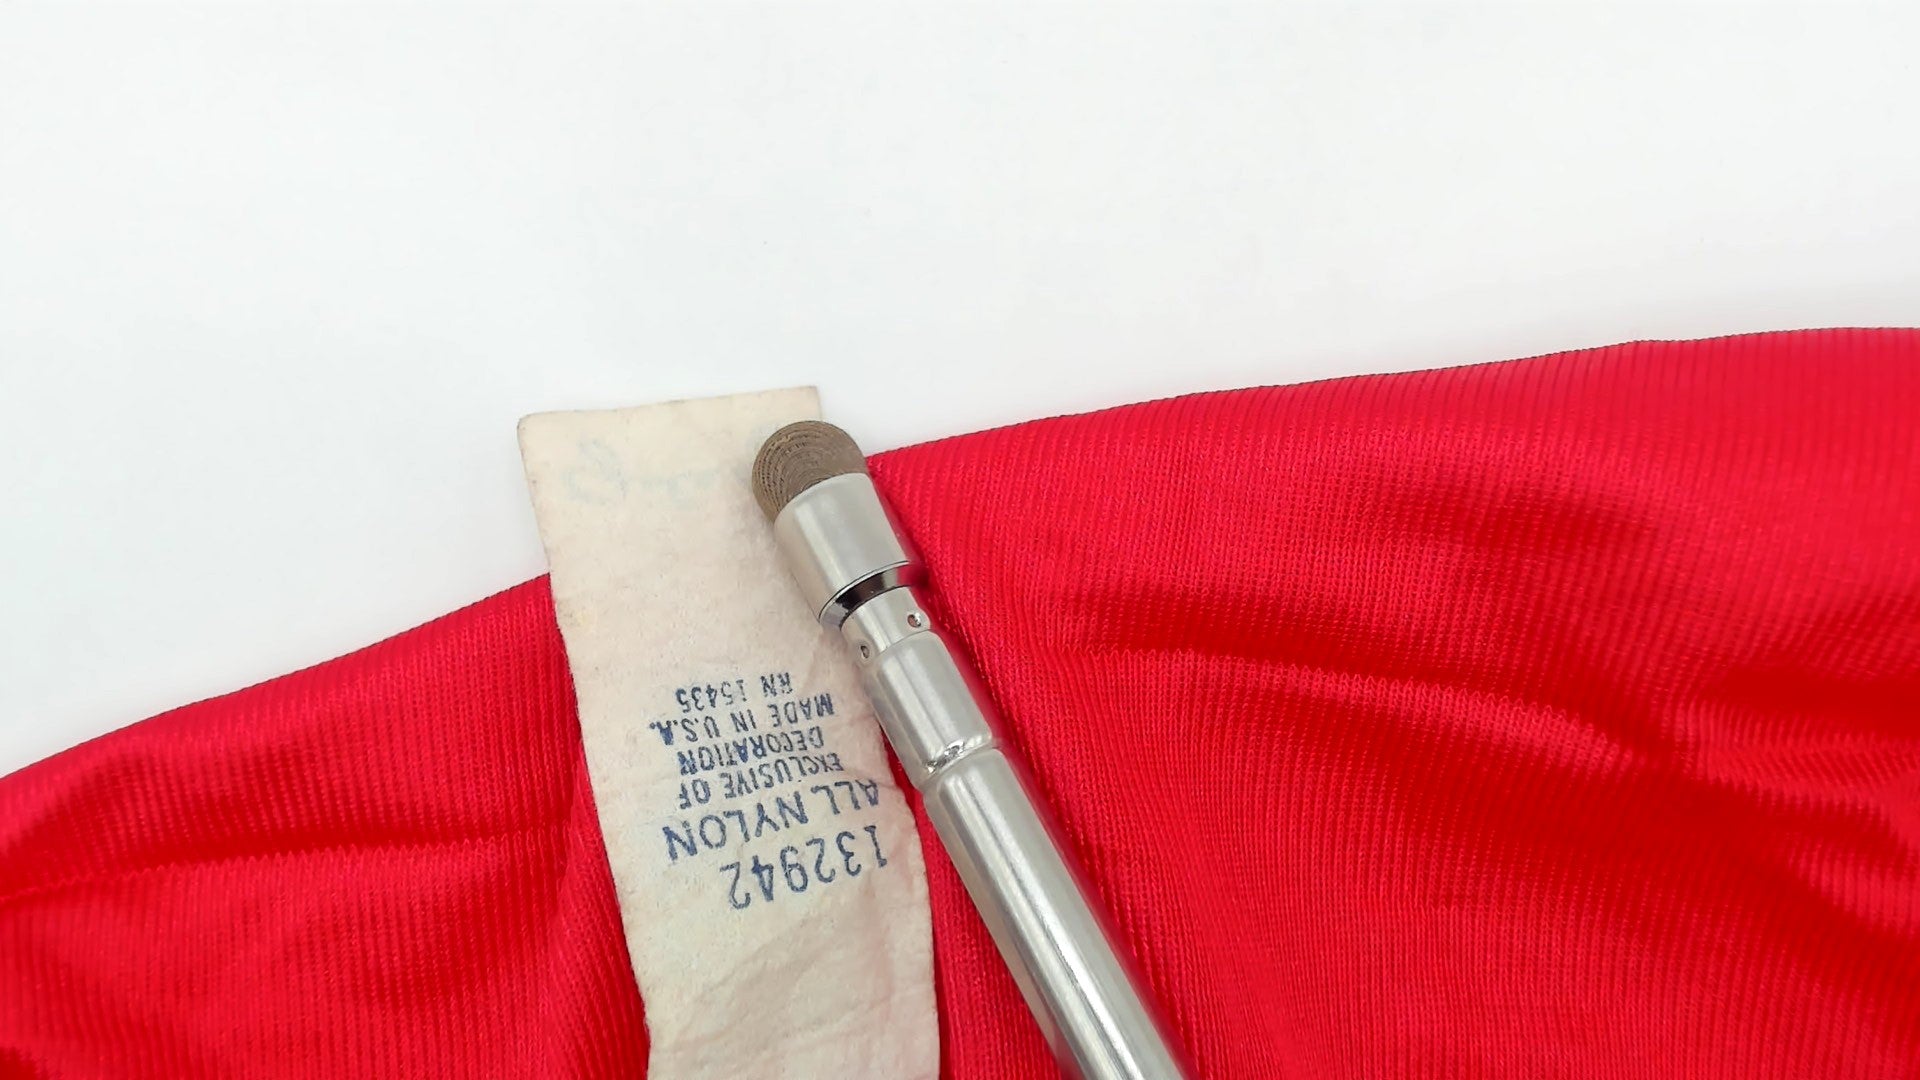 132942
ALL NYLON
EXCLUSIVE OF
DECORATION
MADE IN U.S.A.
RN 15435